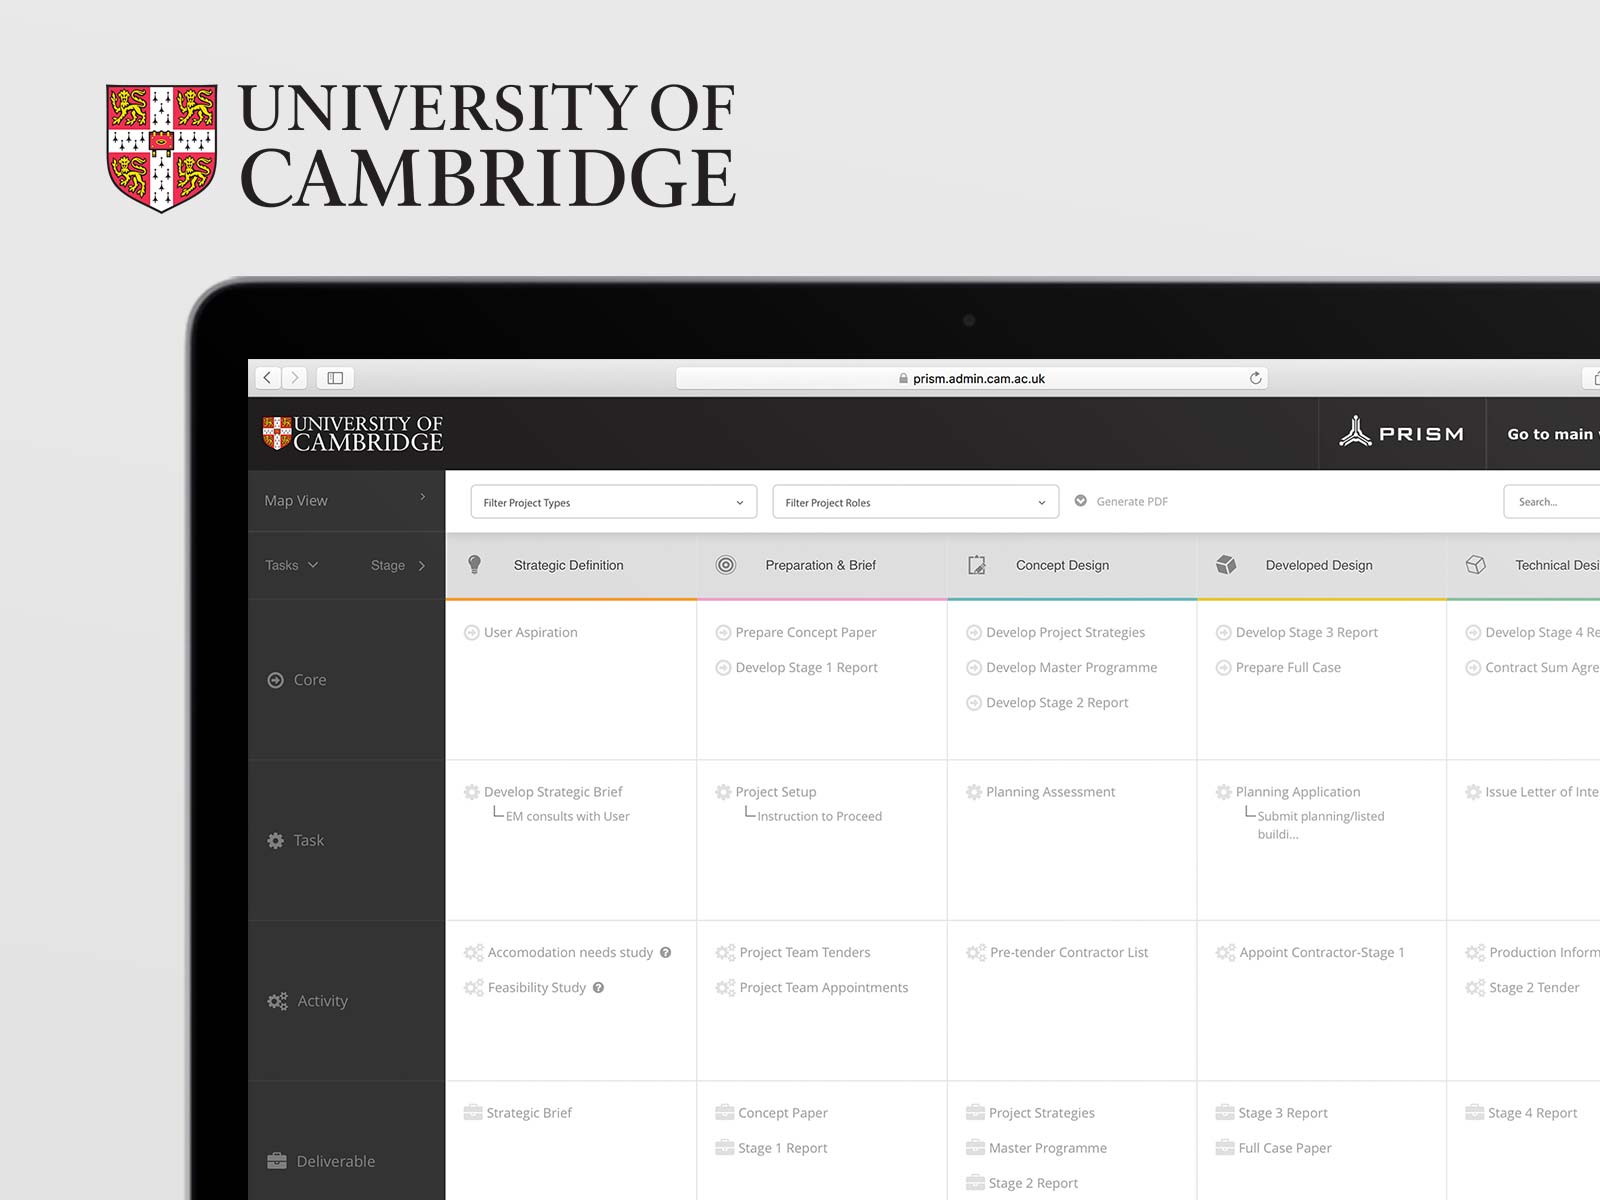 UNIVERSITY OF
CAMBRIDGE
prism.admin.cam.ac.uk
UNIVERSITY OF
CAMBRIDGE
PRISM
Go to main
Map View
Filter Project Types
Filter Project Roles
Generate PDF
Search...
Tasks
Stage
Strategic Definition
Preparation & Brief
Concept Design
Developed Design
Technical Desi
Core
User Aspiration
Prepare Concept Paper
Develop Stage 1 Report
Develop Project Strategies
Develop Master Programme
Develop Stage 2 Report
Develop Stage 3 Report
Prepare Full Case
Develop Stage 4 Re
Contract Sum Agre
Task
Develop Strategic Brief
EM consults with User
Project Setup
Instruction to Proceed
Planning Assessment
Planning Application
Submit planning/listed
buildi...
Issue Letter of Inte
Activity
Accomodation needs study
Feasibility Study
Project Team Tenders
Project Team Appointments
Pre-tender Contractor List
Appoint Contractor-Stage 1
Production Inform
Stage 2 Tender
Deliverable
Strategic Brief
Concept Paper
Stage 1 Report
Project Strategies
Master Programme
Stage 2 Report
Stage 3 Report
Full Case Paper
Stage 4 Report